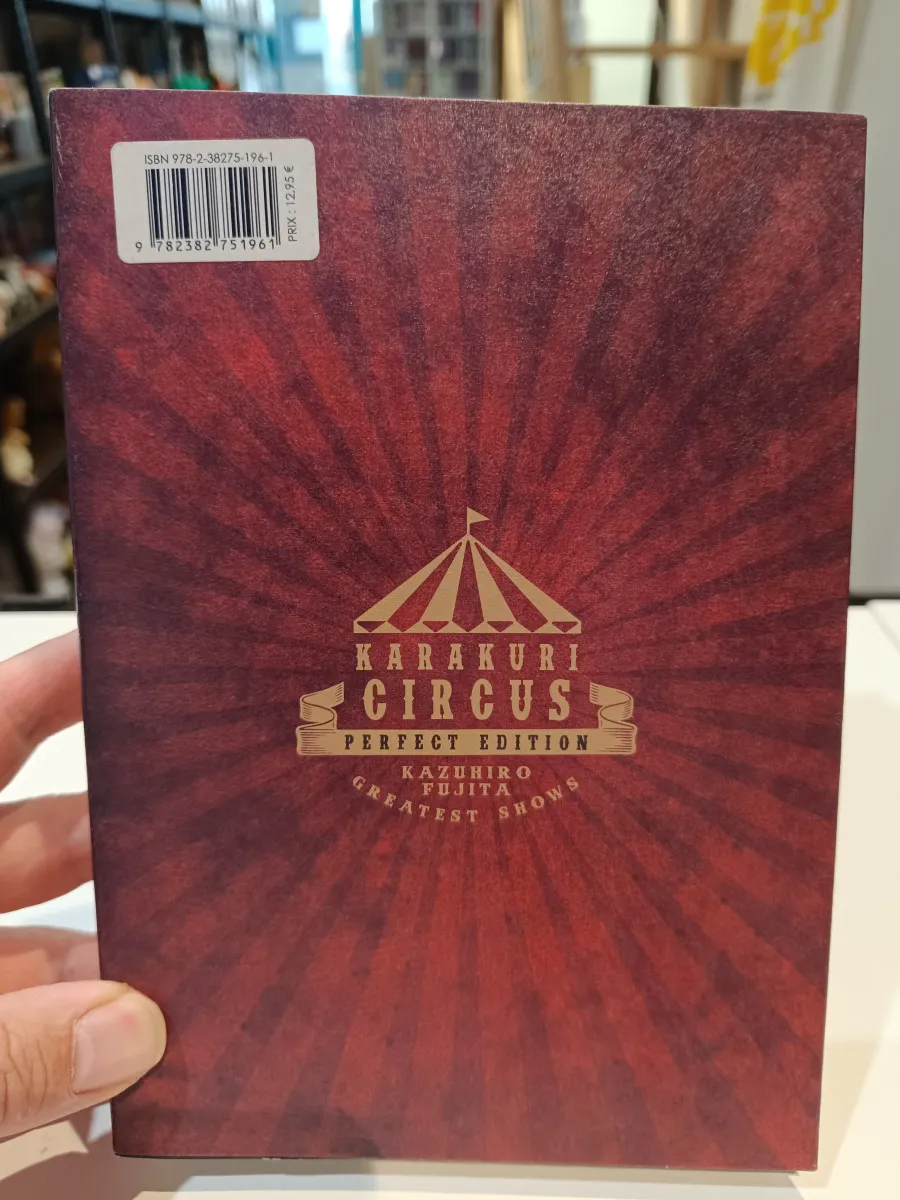 ISBN 978-2-38275-196-1
PRIX : 12,95 €
9 782382 751961
KARAKURI
CIRCUS
PERFECT EDITION
KAZUHIRO
FUJITA
GREATEST SHOWS